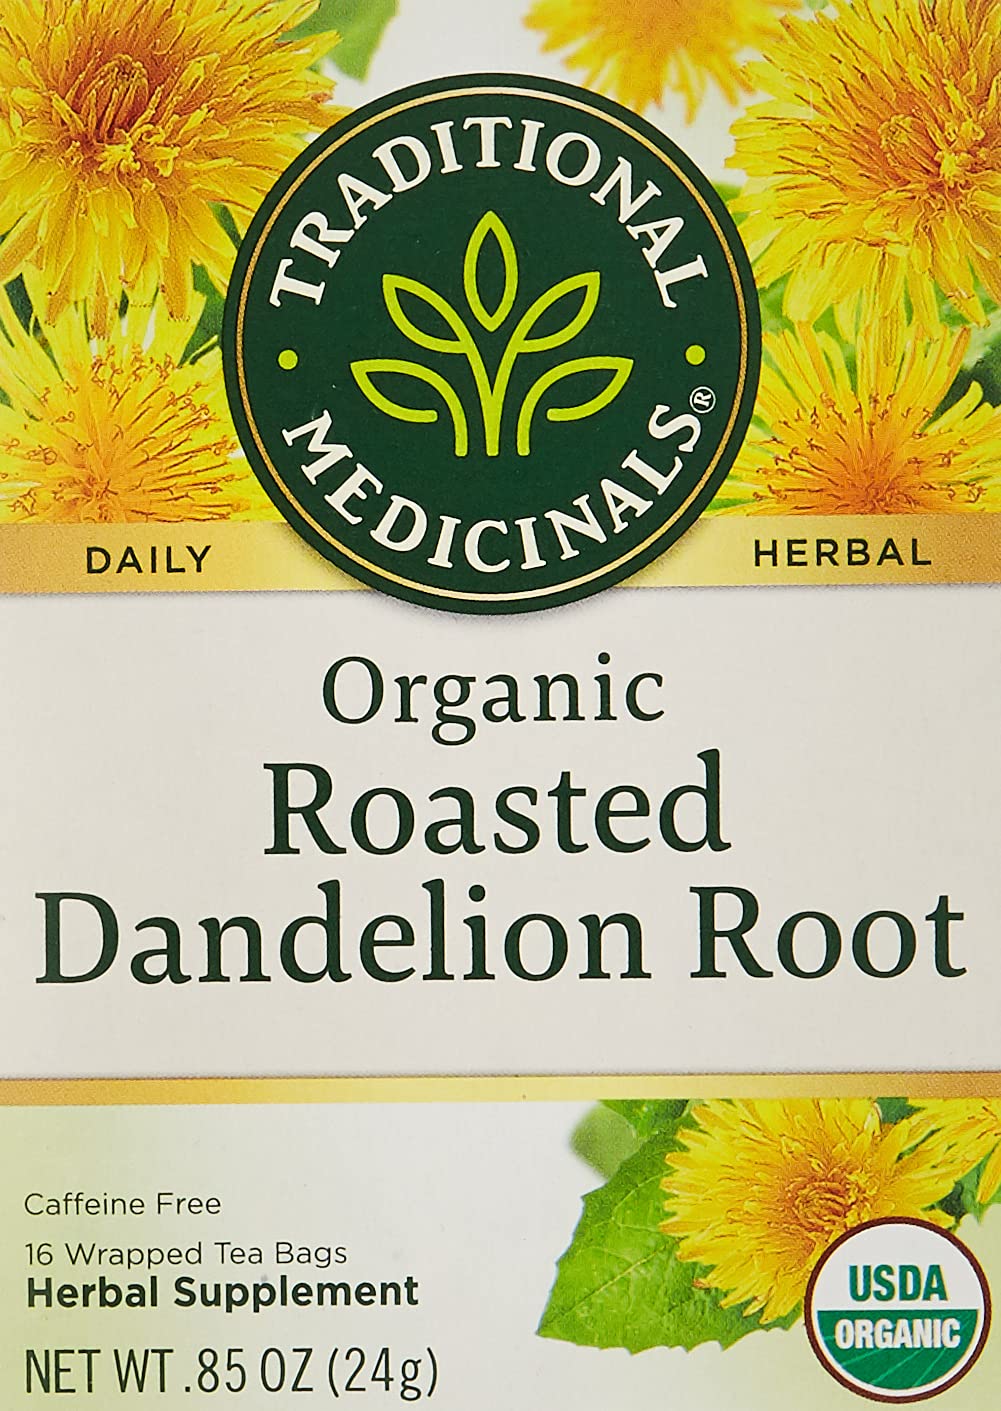 TRADITIONAL
MEDICINALS®
DAILY
HERBAL
Organic
Roasted
Dandelion Root
Caffeine Free
16 Wrapped Tea Bags
Herbal Supplement
NET WT .85 OZ (24g)
USDA
ORGANIC